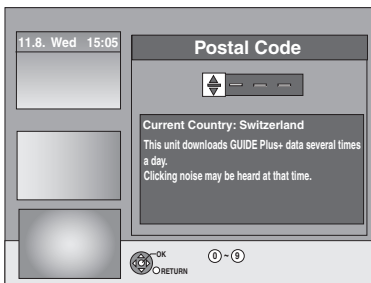 11.8. Wed 15:05
Postal Code
– – –
Current Country: Switzerland
This unit downloads GUIDE Plus+ data several times
a day.
Clicking noise may be heard at that time.
OK
RETURN
0 ~ 9